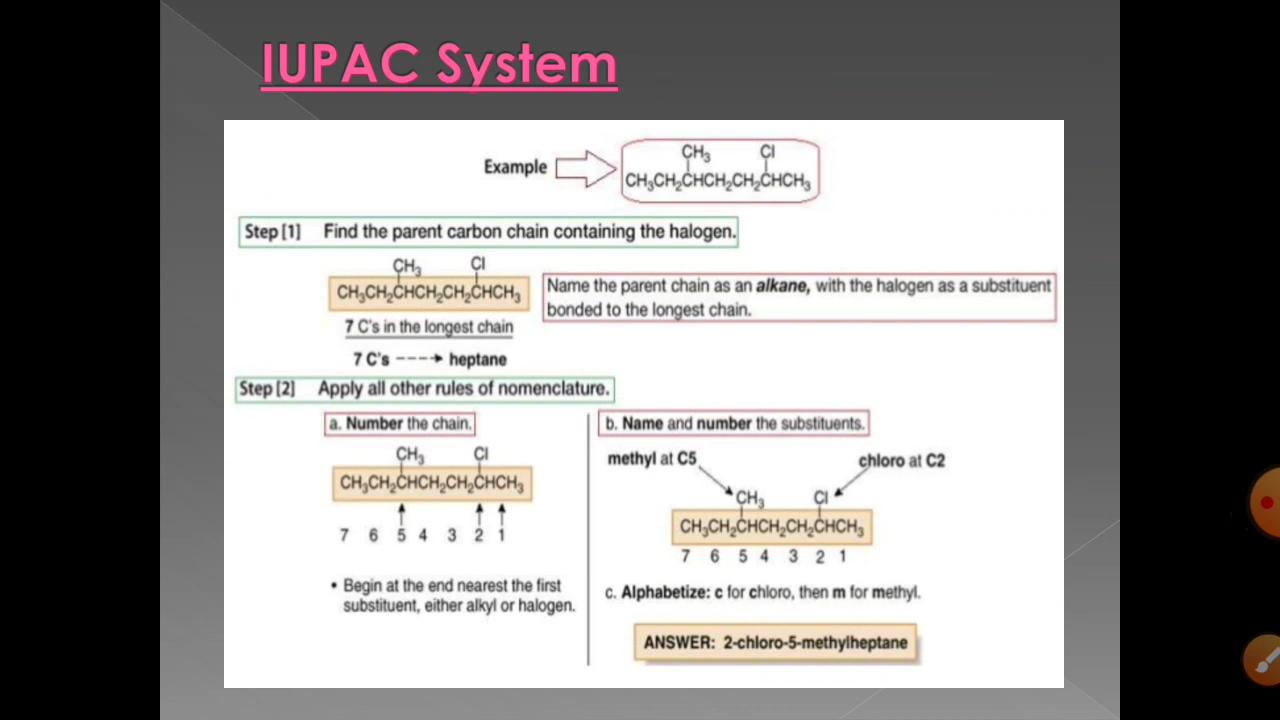 IUPAC System
CH₃ Cl
Example CH₃CH₂CHCH₂CH₂CHCH₃
Step [1] Find the parent carbon chain containing the halogen.
CH₃ Cl
CH₃CH₂CHCH₂CH₂CHCH₃
7 C's in the longest chain
7 C's ----→ heptane
Name the parent chain as an alkane, with the halogen as a substituent
bonded to the longest chain.
Step [2] Apply all other rules of nomenclature.
a. Number the chain.
CH₃ Cl
CH₃CH₂CHCH₂CH₂CHCH₃
7 6 5 4 3 2 1
• Begin at the end nearest the first
substituent, either alkyl or halogen.
b. Name and number the substituents.
methyl at C5 chloro at C2
CH₃ Cl
CH₃CH₂CHCH₂CH₂CHCH₃
7 6 5 4 3 2 1
c. Alphabetize: c for chloro, then m for methyl.
ANSWER: 2-chloro-5-methylheptane